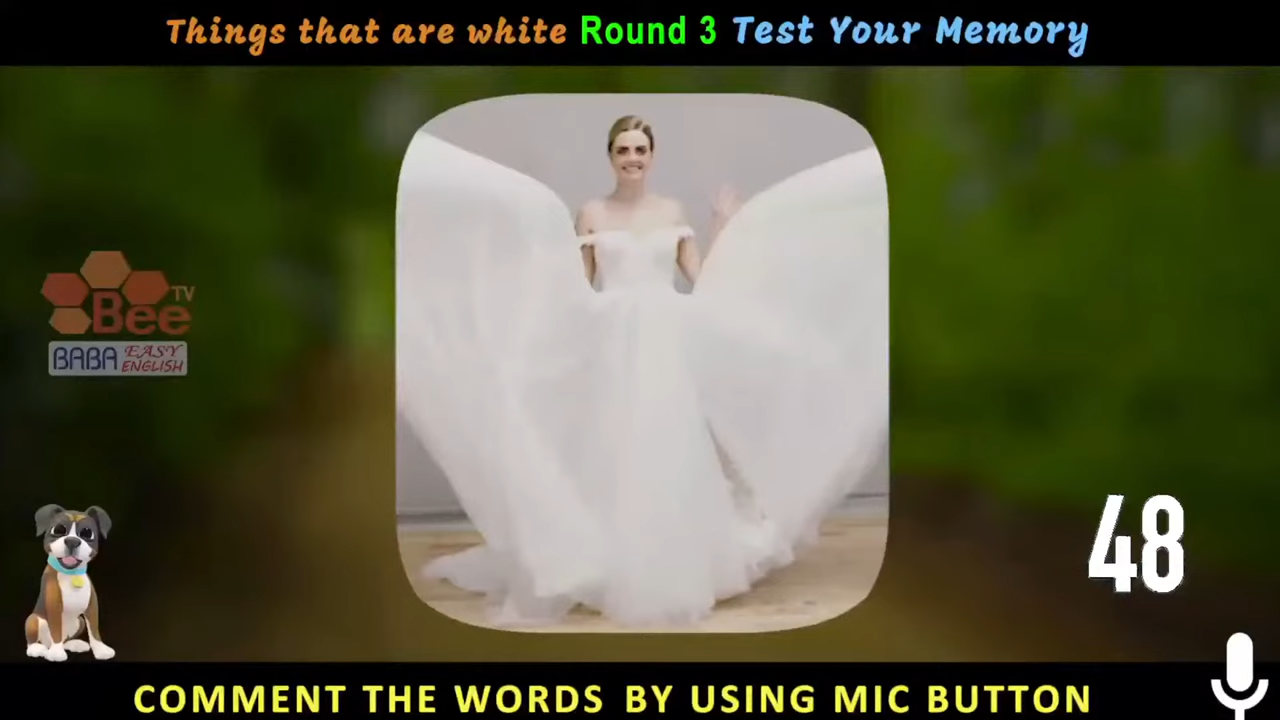 Things that are white Round 3 Test Your Memory
Bee TV
BABA EASY ENGLISH
48
COMMENT THE WORDS BY USING MIC BUTTON